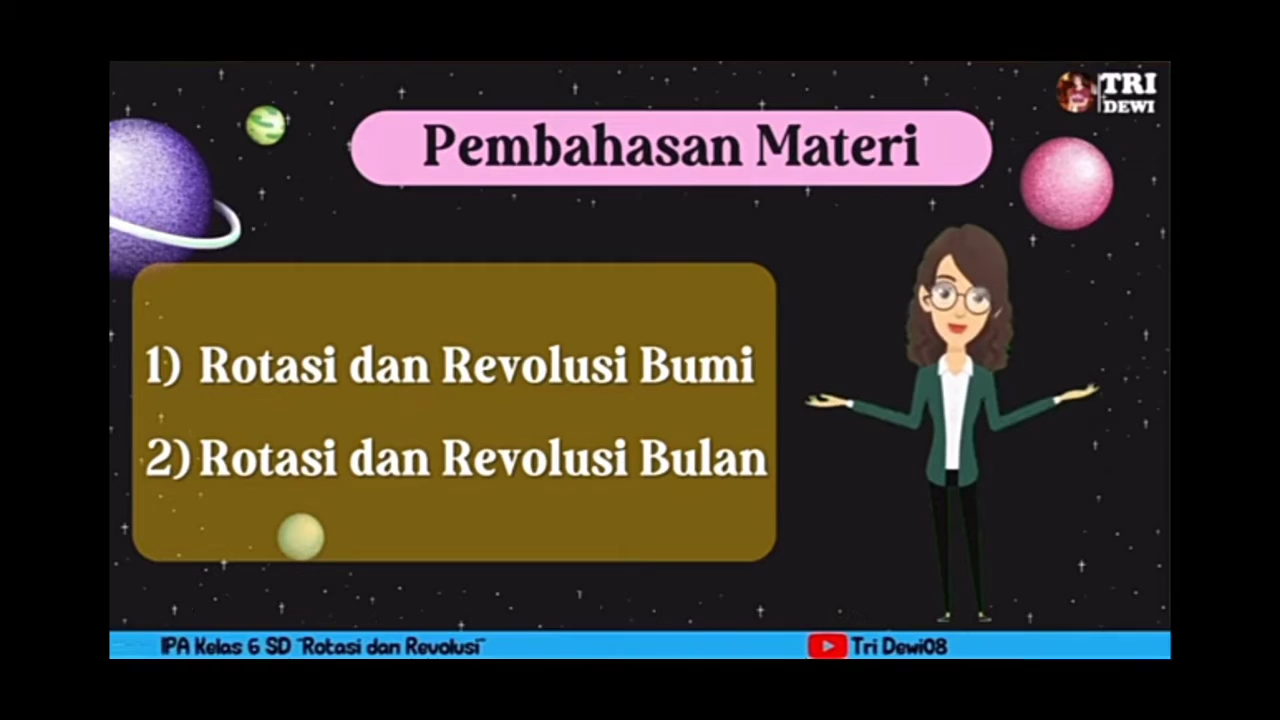 TRI
DEWI
Pembahasan Materi
1) Rotasi dan Revolusi Bumi
2) Rotasi dan Revolusi Bulan
IPA Kelas 6 SD "Rotasi dan Revolusi"
Tri Dewi08